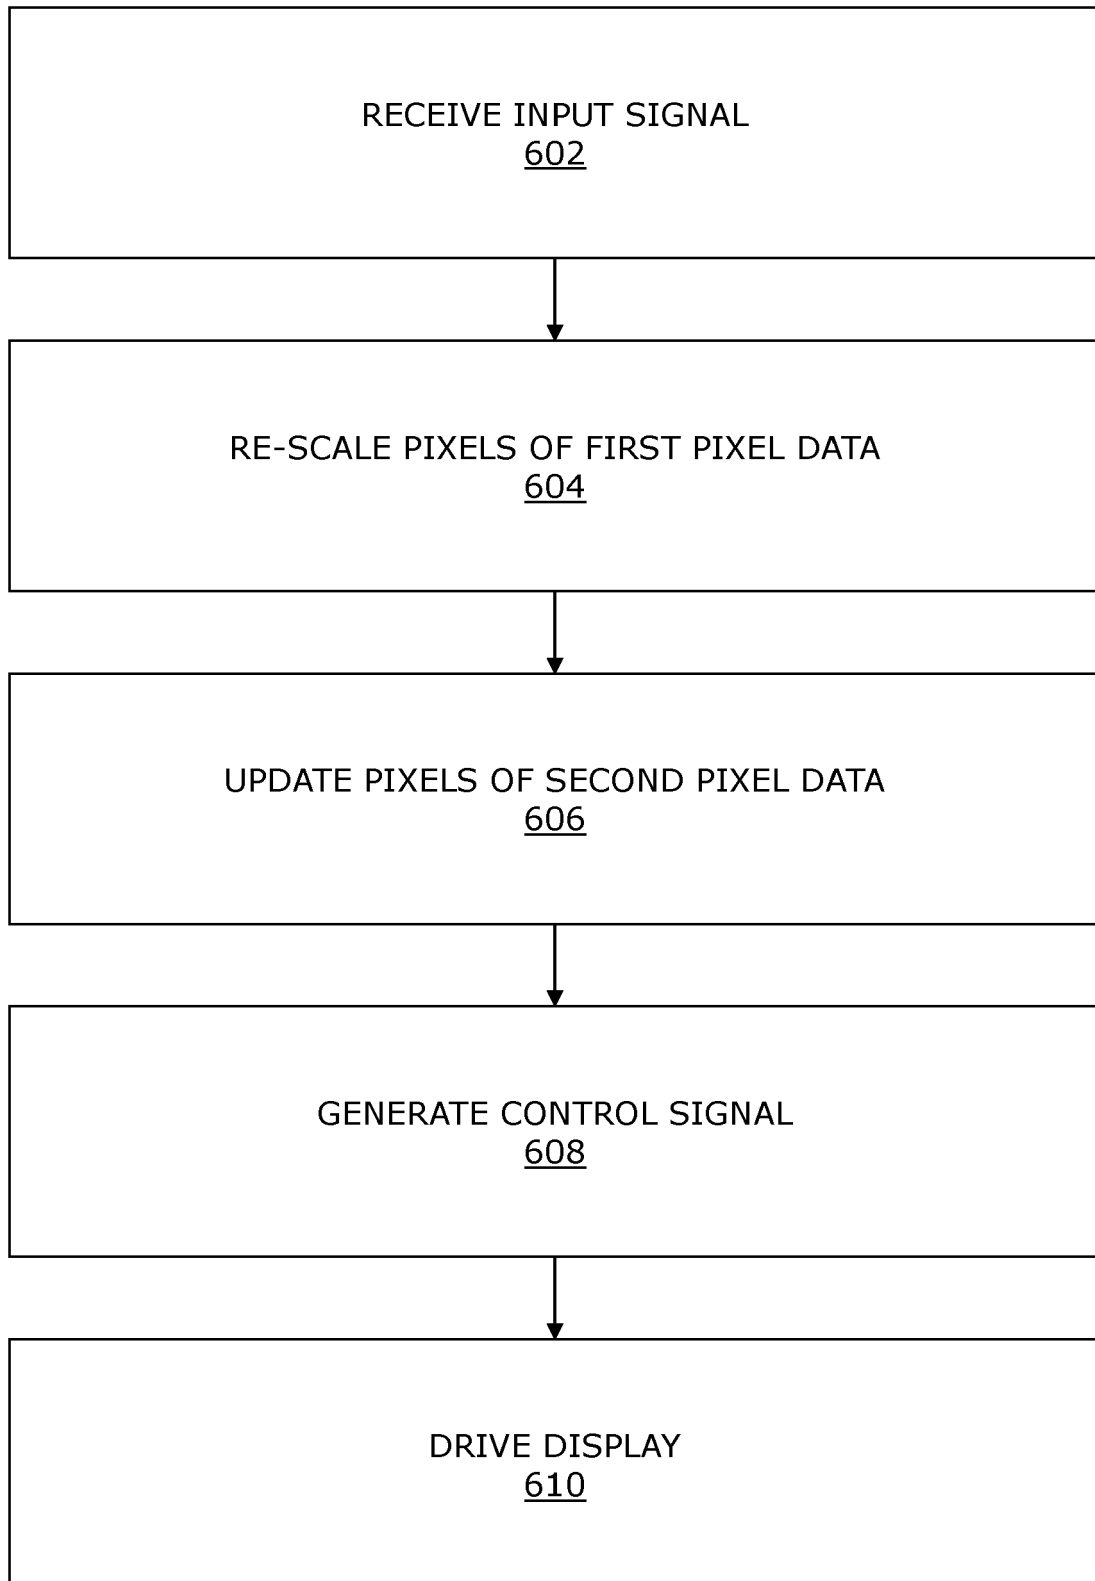 RECEIVE INPUT SIGNAL
602
RE-SCALE PIXELS OF FIRST PIXEL DATA
604
UPDATE PIXELS OF SECOND PIXEL DATA
606
GENERATE CONTROL SIGNAL
608
DRIVE DISPLAY
610